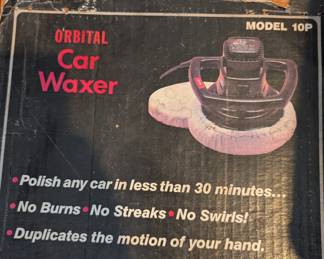 MODEL 10P
ORBITAL
Car
Waxer
•Polish any car in less than 30 minutes...
•No Burns•No Streaks•No Swirls!
•Duplicates the motion of your hand.